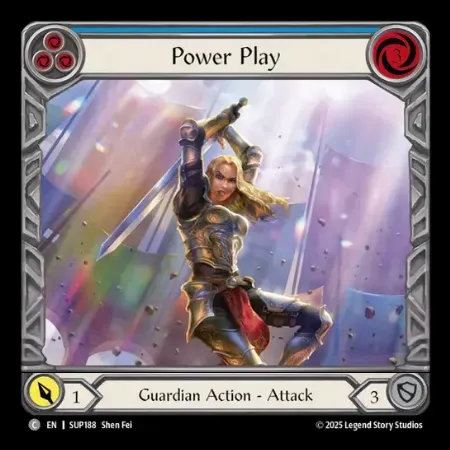 Power Play
3
1
Guardian Action - Attack
3
C EN | SUP188 Shen Fei
© 2025 Legend Story Studios